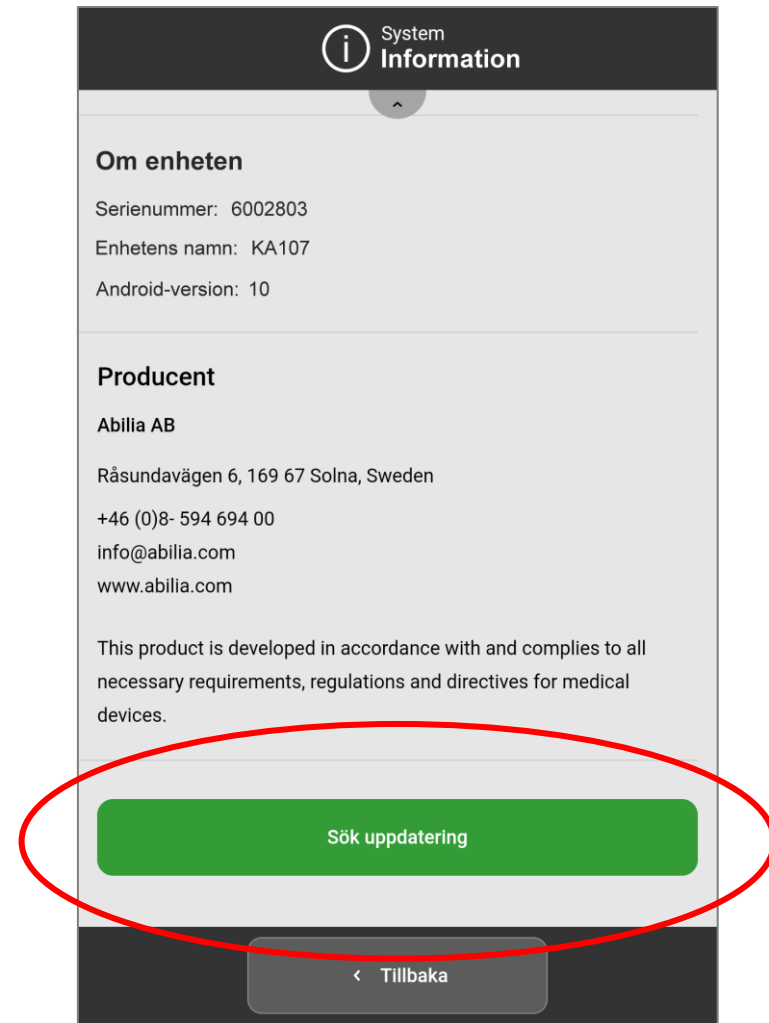 System
Information
Om enheten
Serienummer: 6002803
Enhetens namn: KA107
Android-version: 10
Producent
Abilia AB
Råsundavägen 6, 169 67 Solna, Sweden
+46 (0)8- 594 694 00
info@abilia.com
www.abilia.com
This product is developed in accordance with and complies to all
necessary requirements, regulations and directives for medical
devices.
Sök uppdatering
Tillbaka